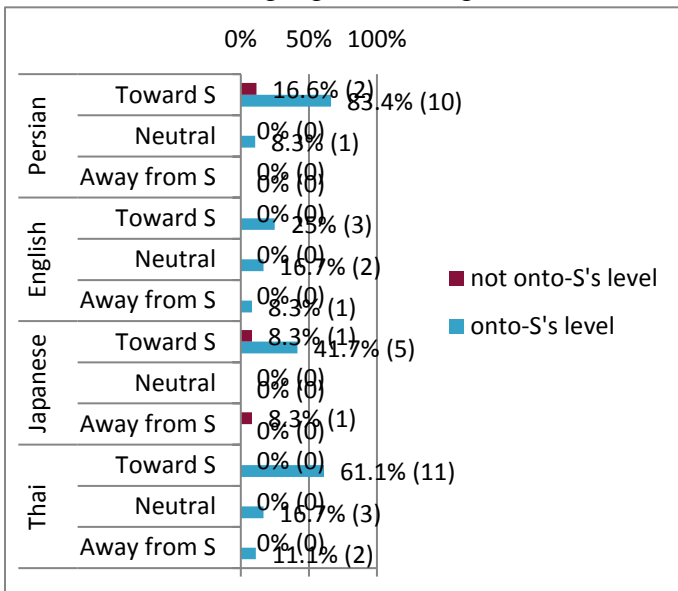 0% 50% 100%
Persian
Toward S
16.6% (2)
83.4% (10)
Neutral
0% (0)
8.3% (1)
Away from S
0% (0)
0% (0)
English
Toward S
0% (0)
25% (3)
Neutral
0% (0)
16.7% (2)
Away from S
0% (0)
8.3% (1)
Japanese
Toward S
8.3% (1)
41.7% (5)
Neutral
0% (0)
0% (0)
Away from S
8.3% (1)
0% (0)
Thai
Toward S
0% (0)
61.1% (11)
Neutral
0% (0)
16.7% (3)
Away from S
0% (0)
11.1% (2)
not onto-S's level
onto-S's level